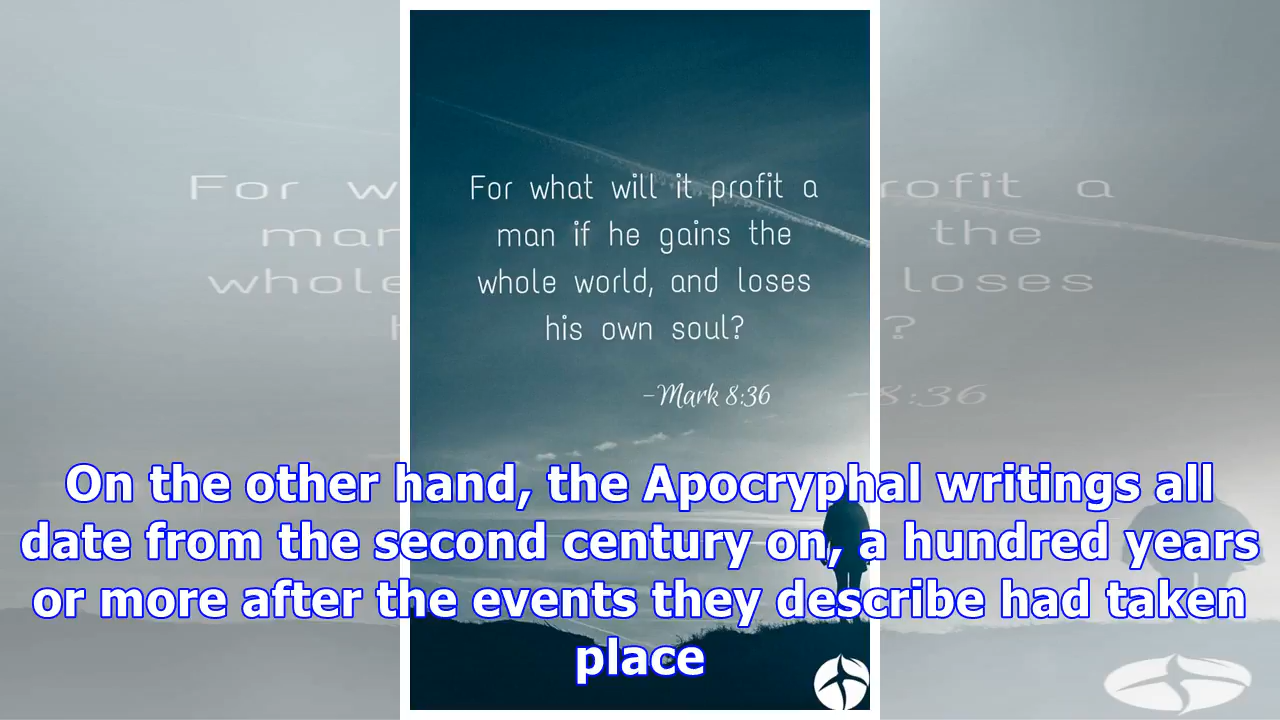 For what will it profit a
man if he gains the
whole world, and loses
his own soul?
-Mark 8:36
On the other hand, the Apocryphal writings all
date from the second century on, a hundred years
or more after the events they describe had taken
place